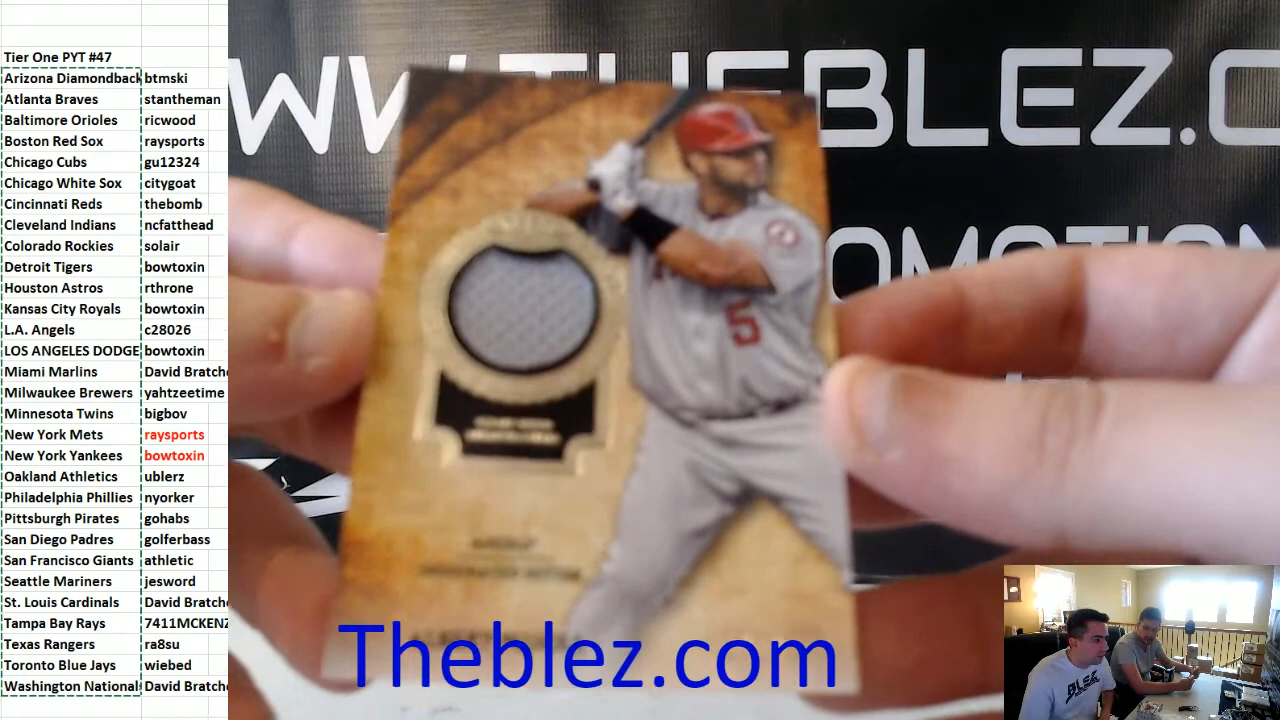 Tier One PYT #47
Arizona Diamondback btmski
Atlanta Braves stantheman
Baltimore Orioles ricwood
Boston Red Sox raysports
Chicago Cubs gu12324
Chicago White Sox citygoat
Cincinnati Reds thebomb
Cleveland Indians ncfatthead
Colorado Rockies solair
Detroit Tigers bowtoxin
Houston Astros rthrone
Kansas City Royals bowtoxin
L.A. Angels c28026
LOS ANGELES DODGE bowtoxin
Miami Marlins David Bratche
Milwaukee Brewers yahtzeetime
Minnesota Twins bigbov
New York Mets raysports
New York Yankees bowtoxin
Oakland Athletics ublerz
Philadelphia Phillies nyorker
Pittsburgh Pirates gohabs
San Diego Padres golferbass
San Francisco Giants athletic
Seattle Mariners jesword
St. Louis Cardinals David Bratche
Tampa Bay Rays 7411MCKENZ
Texas Rangers ra8su
Toronto Blue Jays wiebed
Washington National David Bratche
WW.THEBLEZ.C
OMOTION
5
Theblez.com
BLEZ